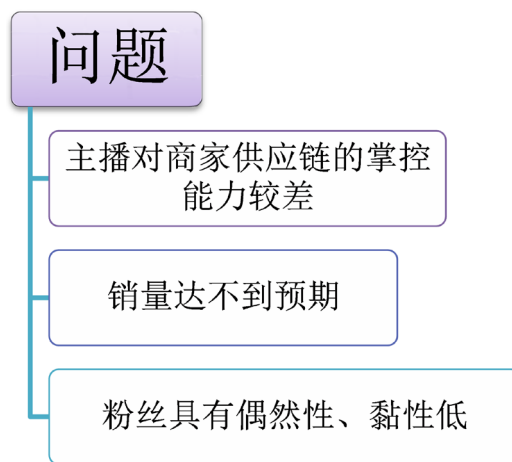 问题
主播对商家供应链的掌控
能力较差
销量达不到预期
粉丝具有偶然性、黏性低